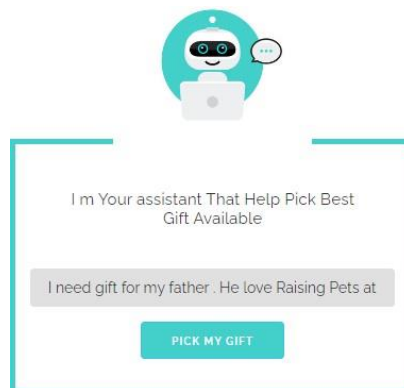 I m Your assistant That Help Pick Best
Gift Available
I need gift for my father . He love Raising Pets at
PICK MY GIFT